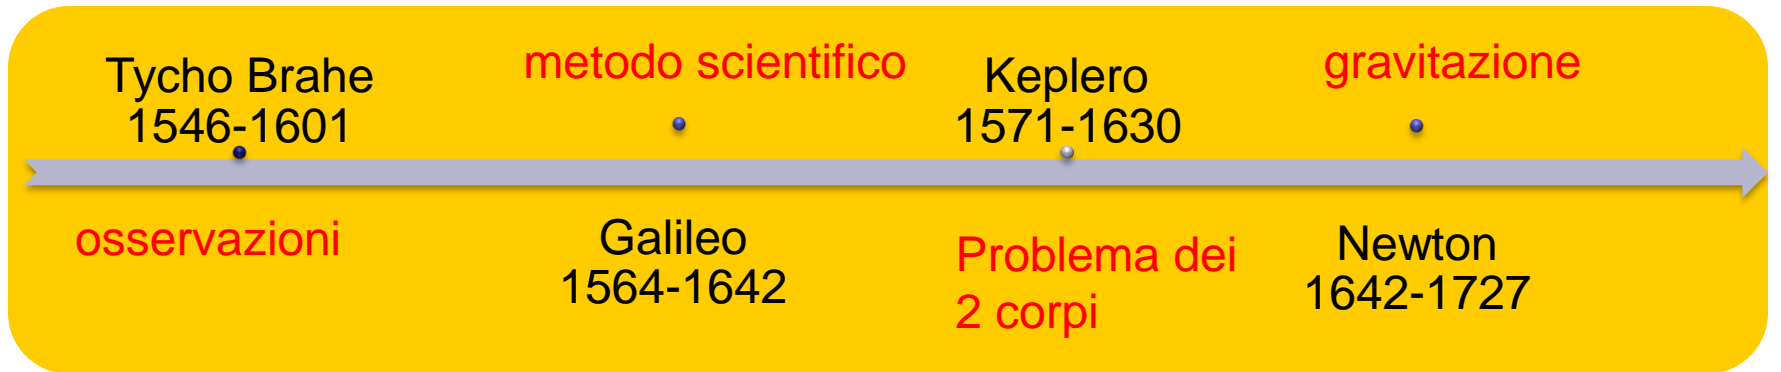 Tycho Brahe
1546-1601
osservazioni
metodo scientifico
Galileo
1564-1642
Keplero
1571-1630
Problema dei
2 corpi
gravitazione
Newton
1642-1727